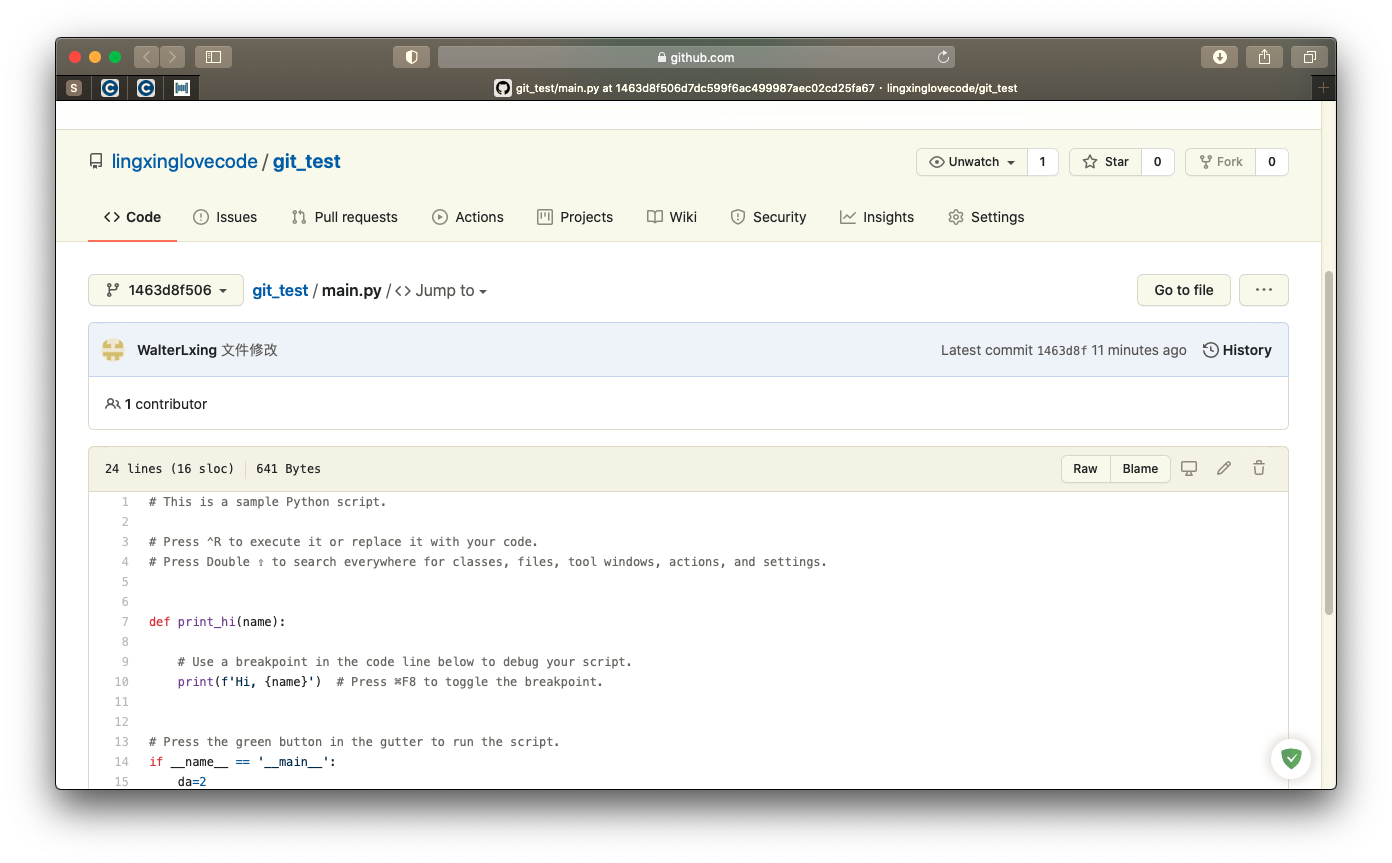 github.com
S
git_test/main.py at 1463d8f506d7dc599f6ac499987aec02cd25fa67 · lingxinglovecode/git_test
lingxinglovecode / git_test
Unwatch 1 Star 0 Fork 0
Code Issues Pull requests Actions Projects Wiki Security Insights Settings
1463d8f506 git_test / main.py / <> Jump to Go to file ...
WalterLxing 文件修改 Latest commit 1463d8f 11 minutes ago History
1 contributor
24 lines (16 sloc) 641 Bytes Raw Blame
1 # This is a sample Python script.
2
3 # Press ^R to execute it or replace it with your code.
4 # Press Double ⇧ to search everywhere for classes, files, tool windows, actions, and settings.
5
6
7 def print_hi(name):
8
9 # Use a breakpoint in the code line below to debug your script.
10 print(f'Hi, {name}') # Press ⌘F8 to toggle the breakpoint.
11
12
13 # Press the green button in the gutter to run the script.
14 if __name__ == '__main__':
15 da=2